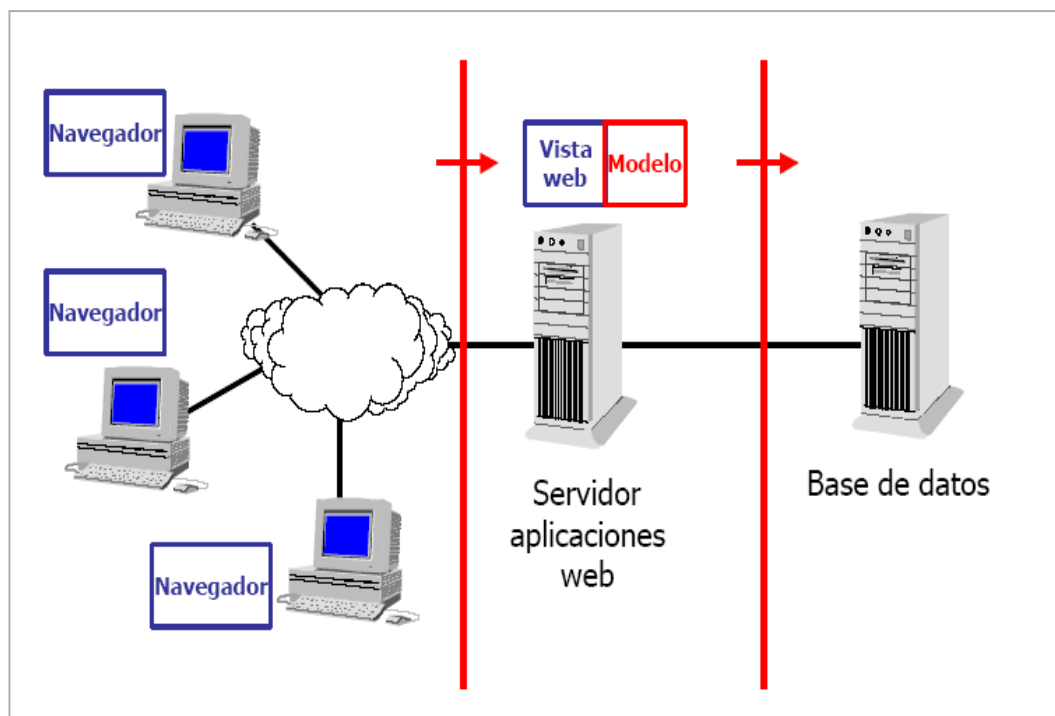 Navegador
Vista
web
Modelo
Navegador
Servidor
aplicaciones
web
Base de datos
Navegador